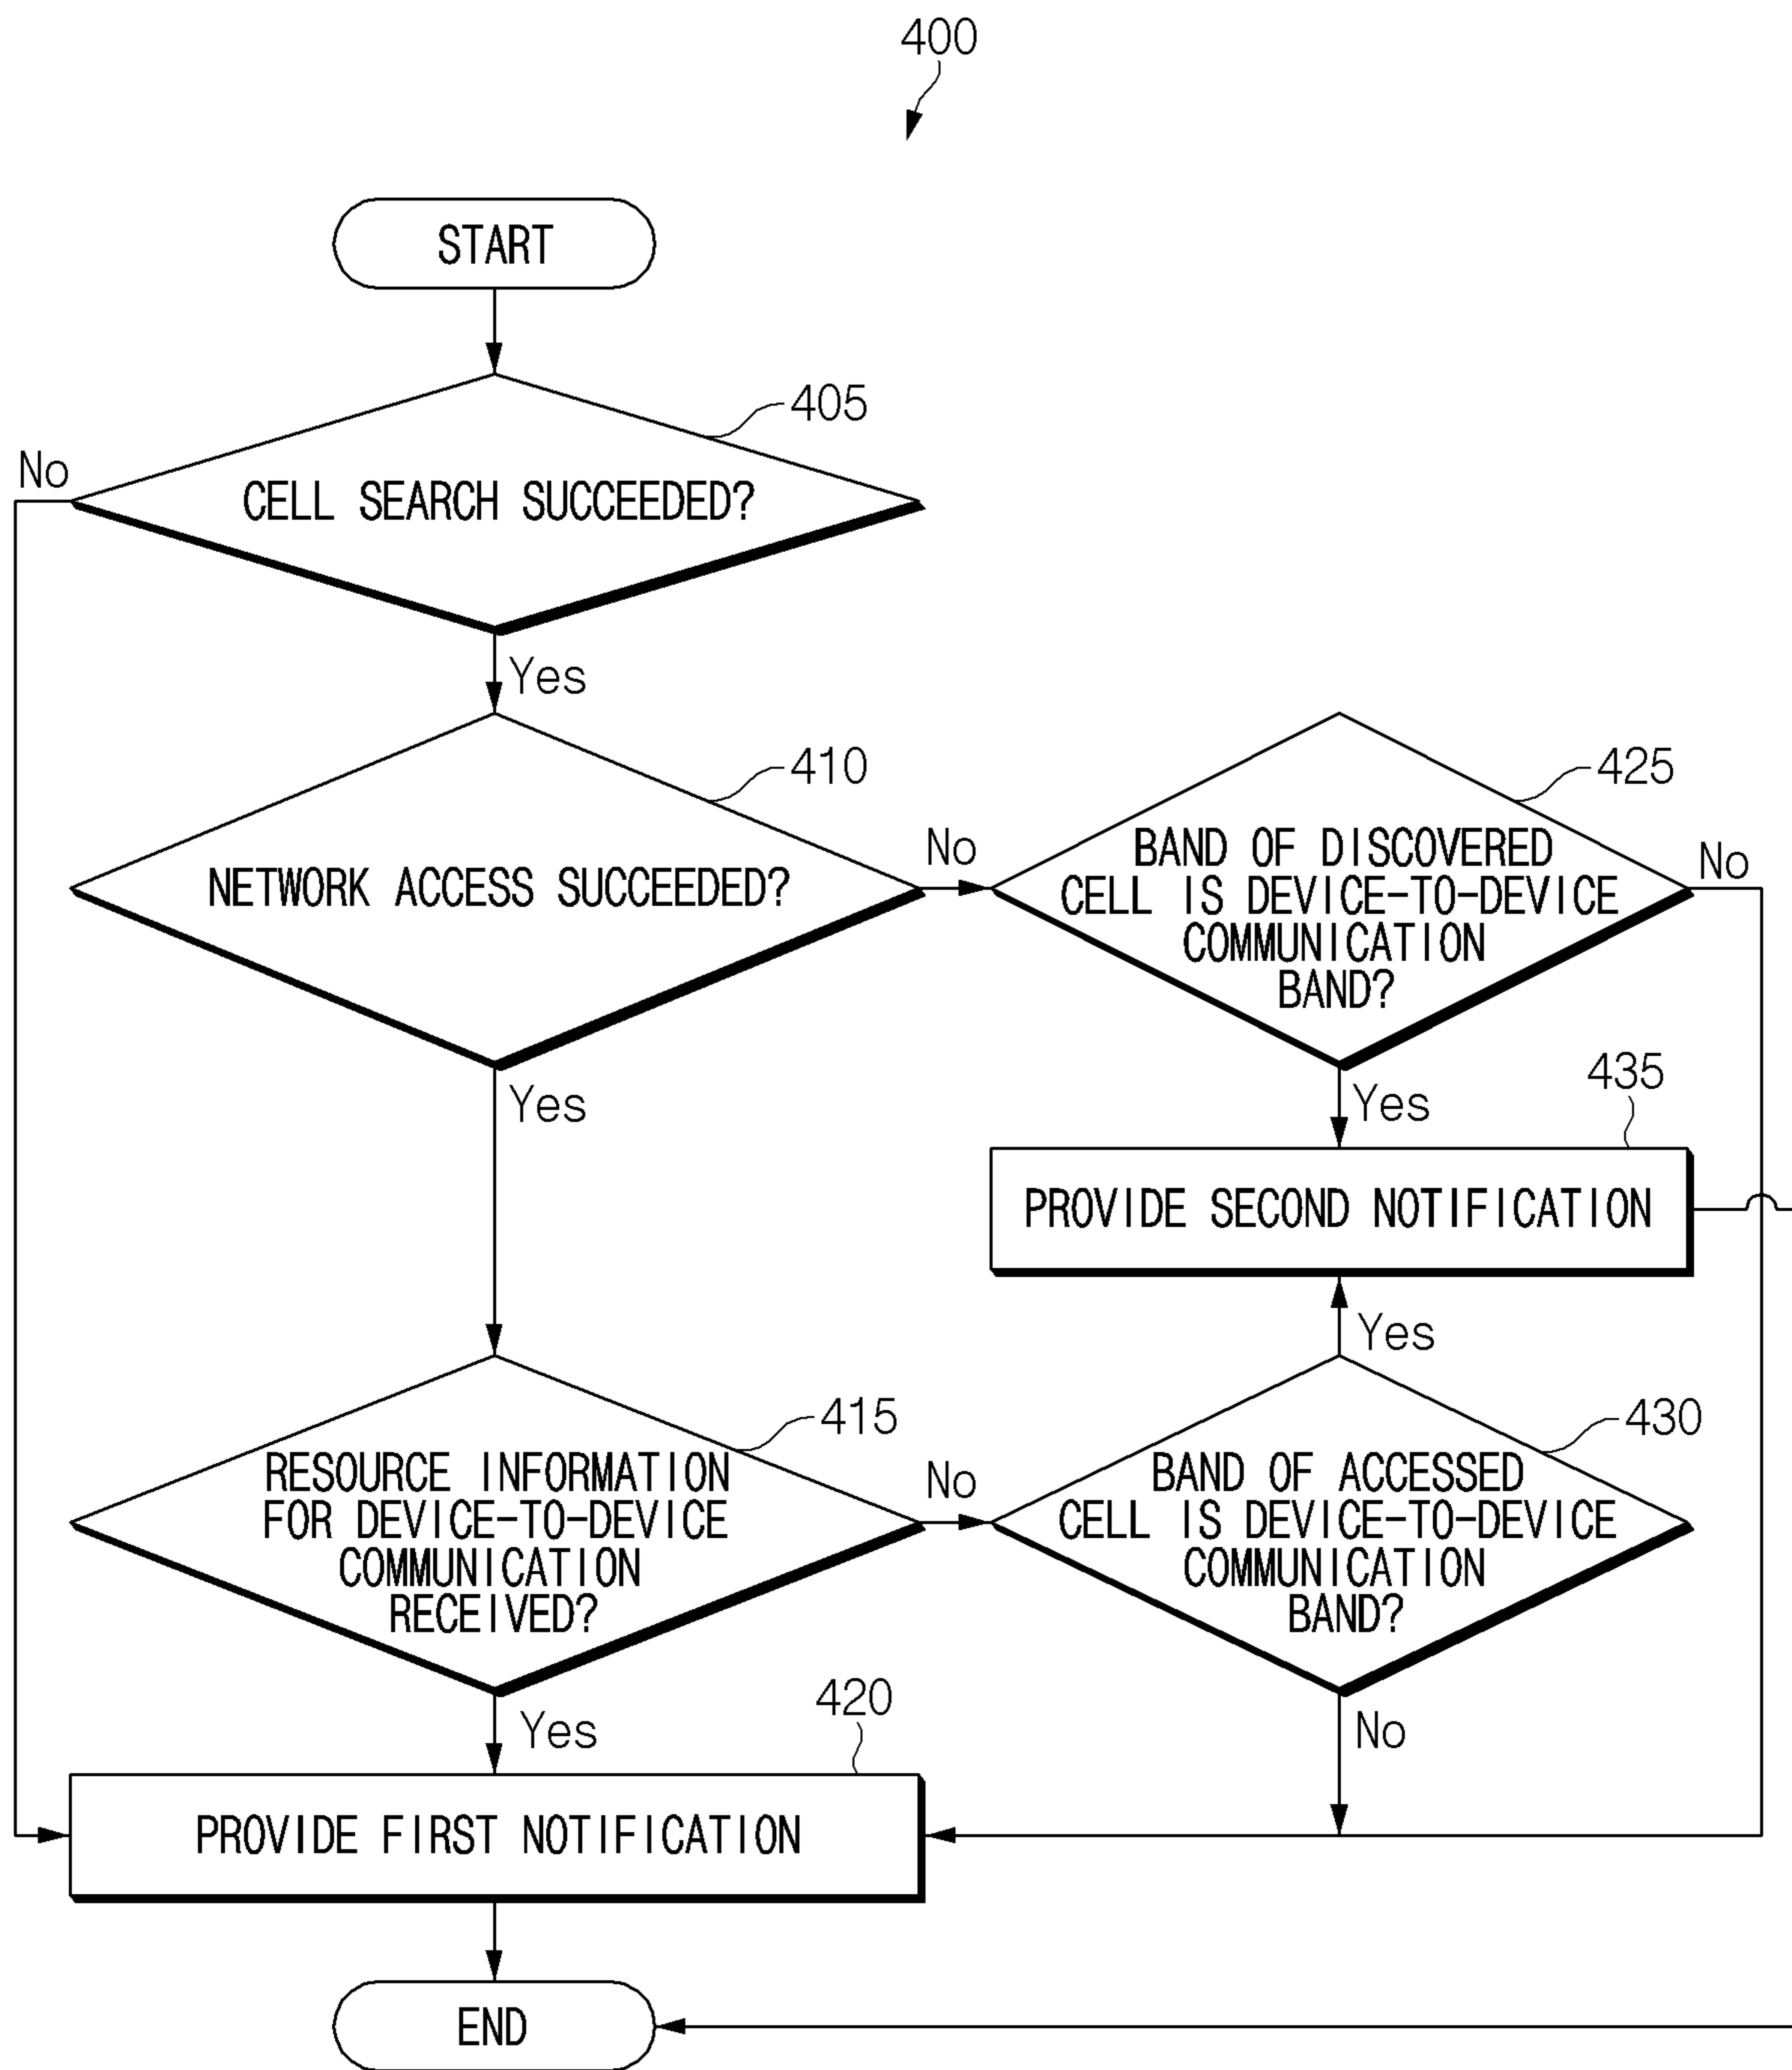 400
START
405
No
CELL SEARCH SUCCEEDED?
Yes
410
NETWORK ACCESS SUCCEEDED?
No
425
BAND OF DISCOVERED
CELL IS DEVICE-TO-DEVICE
COMMUNICATION
BAND?
No
Yes
Yes
435
PROVIDE SECOND NOTIFICATION
Yes
415
RESOURCE INFORMATION
FOR DEVICE-TO-DEVICE
COMMUNICATION
RECEIVED?
No
430
BAND OF ACCESSED
CELL IS DEVICE-TO-DEVICE
COMMUNICATION
BAND?
Yes
420
No
PROVIDE FIRST NOTIFICATION
END